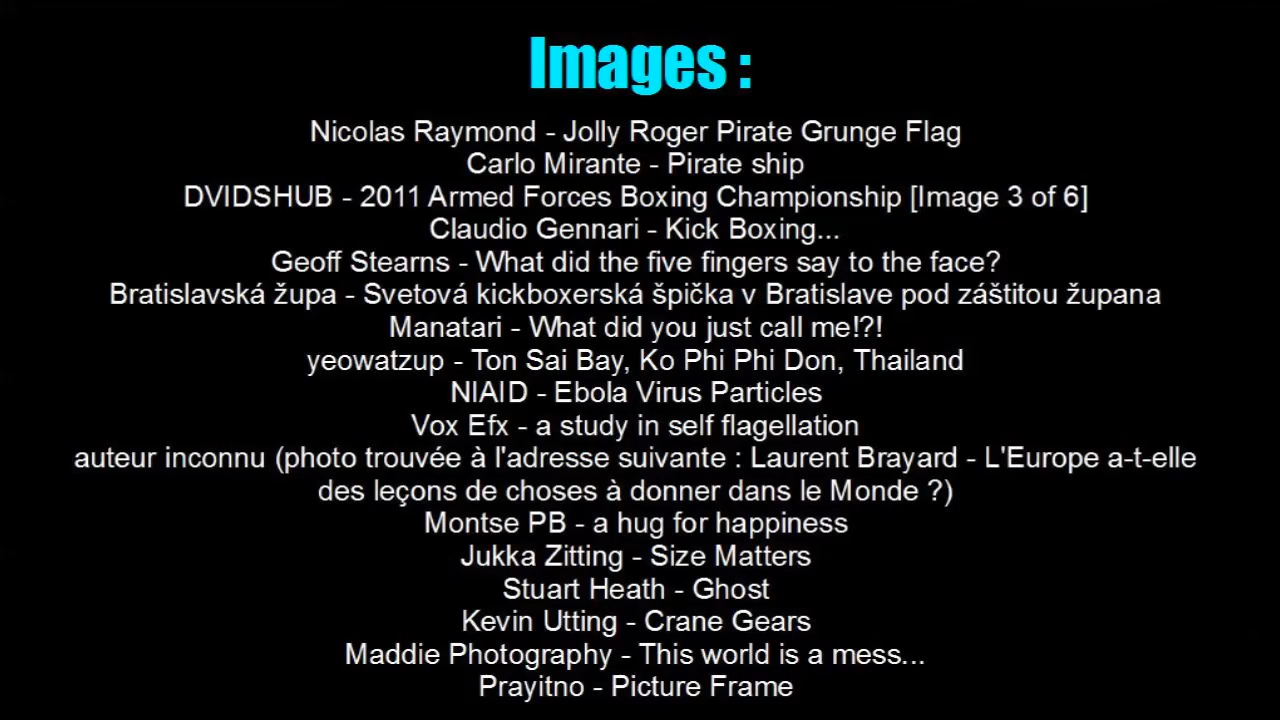 Images :
Nicolas Raymond - Jolly Roger Pirate Grunge Flag
Carlo Mirante - Pirate ship
DVIDSHUB - 2011 Armed Forces Boxing Championship [Image 3 of 6]
Claudio Gennari - Kick Boxing...
Geoff Stearns - What did the five fingers say to the face?
Bratislavská župa - Svetová kickboxerská špička v Bratislave pod záštitou župana
Manatari - What did you just call me!?!
yeowatzup - Ton Sai Bay, Ko Phi Phi Don, Thailand
NIAID - Ebola Virus Particles
Vox Efx - a study in self flagellation
auteur inconnu (photo trouvée à l'adresse suivante : Laurent Brayard - L'Europe a-t-elle
des leçons de choses à donner dans le Monde ?)
Montse PB - a hug for happiness
Jukka Zitting - Size Matters
Stuart Heath - Ghost
Kevin Utting - Crane Gears
Maddie Photography - This world is a mess...
Prayitno - Picture Frame